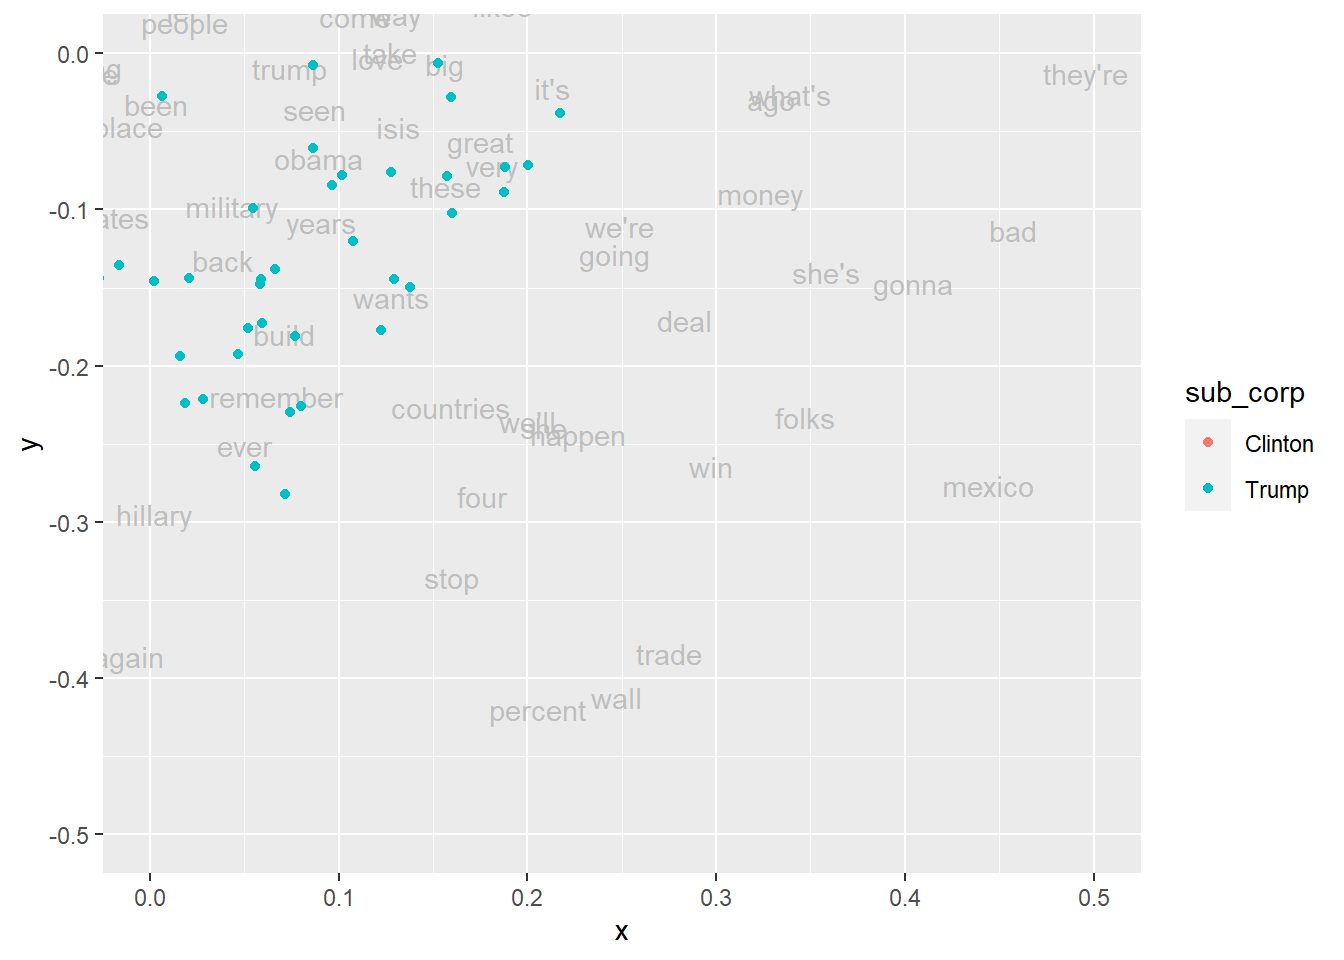 people
come
way
likes
0.0
trump
love
take
big
it's
what's
ago
they're
been
place
seen
isis
great
obama
very
these
money
-0.1
military
years
we're
going
bad
back
she's
gonna
wants
deal
build
-0.2
remember
countries
well
she
happen
folks
ever
win
four
mexico
hillary
-0.3
stop
again
trade
-0.4
wall
percent
-0.5
0.0 0.1 0.2 0.3 0.4 0.5
x
y
sub_corp
Clinton
Trump